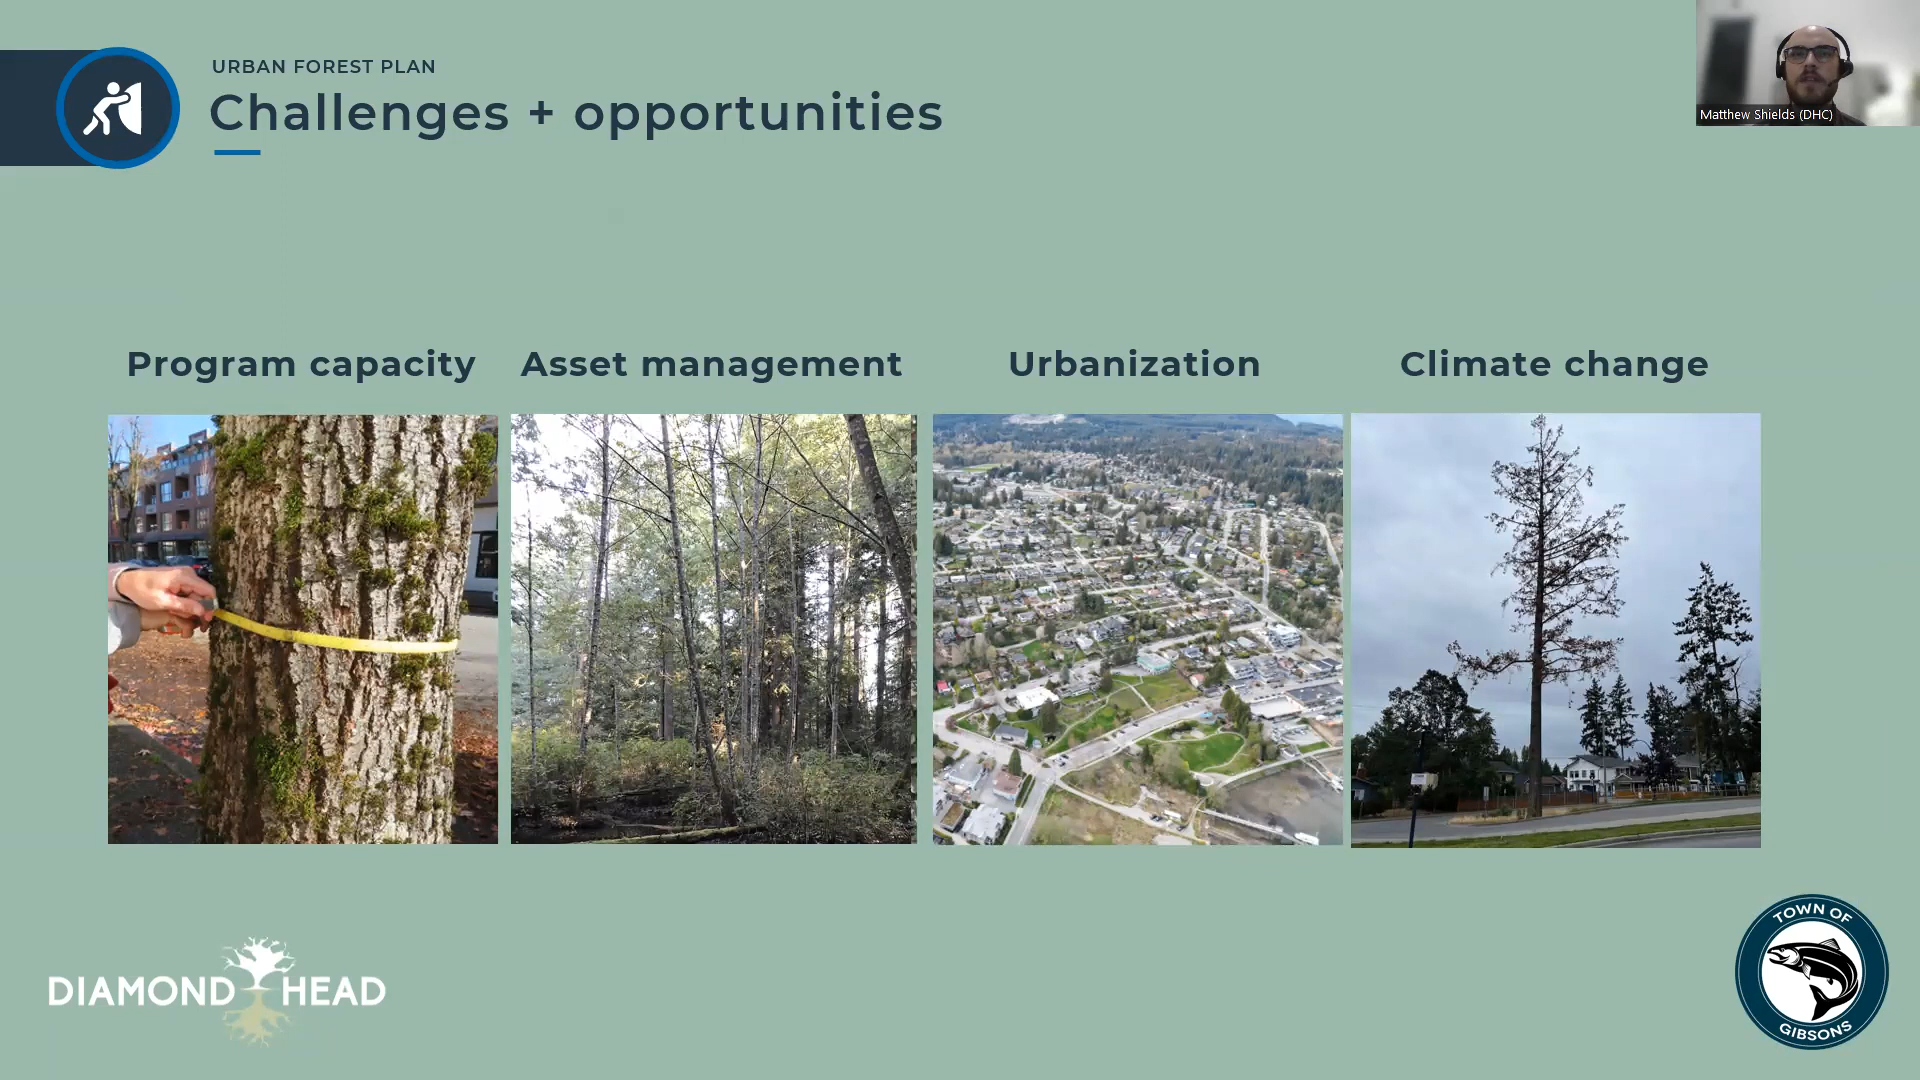 URBAN FOREST PLAN
Challenges + opportunities
Matthew Shields (DHC)
Program capacity
Asset management
Urbanization
Climate change
DIAMOND HEAD
TOWN OF
GIBSONS